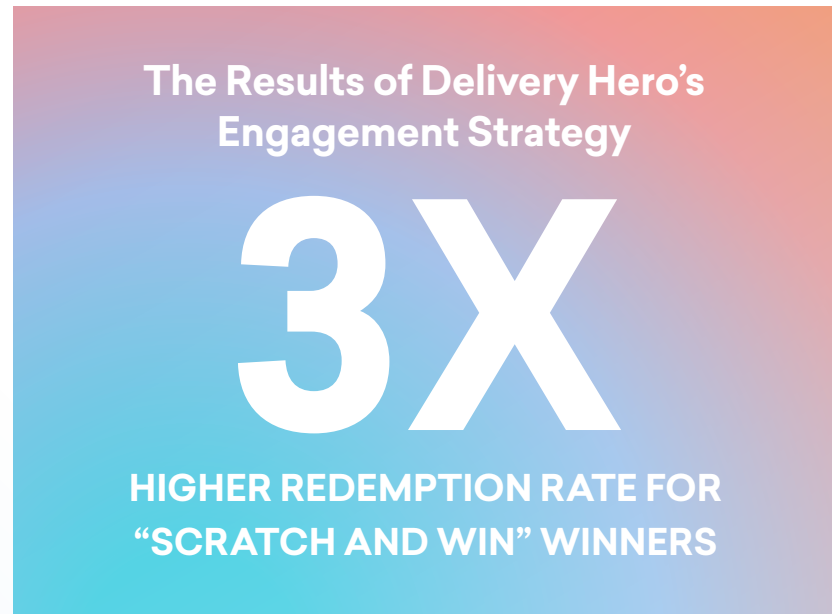 The Results of Delivery Hero’s
Engagement Strategy
3X
HIGHER REDEMPTION RATE FOR
“SCRATCH AND WIN” WINNERS